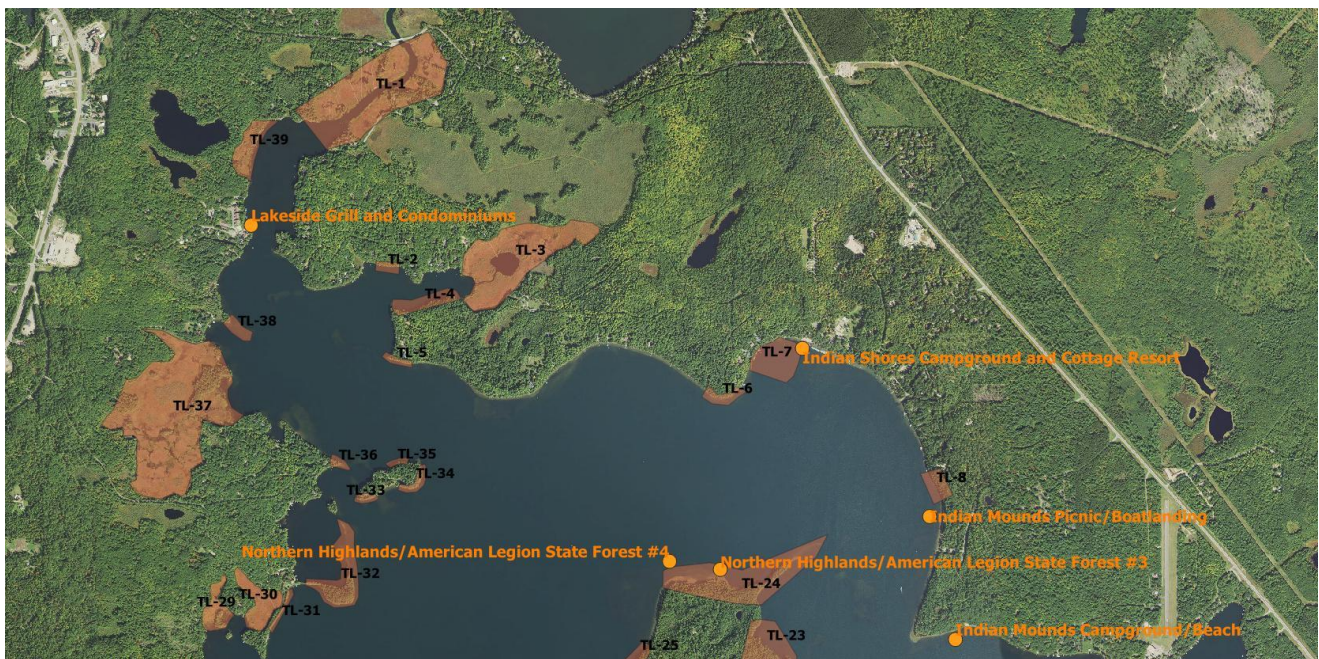 TL-1
TL-39
Lakeside Grill and Condominiums
TL-3
TL-2
TL-4
TL-38
TL-7
Indian Shores Campground and Cottage Resort
TL-5
TL-6
TL-37
TL-36
TL-35
TL-34
TL-8
TL-33
Indian Mounds Picnic/Boatlanding
Northern Highlands/American Legion State Forest #4
Northern Highlands/American Legion State Forest #3
TL-32
TL-24
TL-30
TL-29
TL-31
Indian Mounds Campground/Beach
TL-23
TL-25